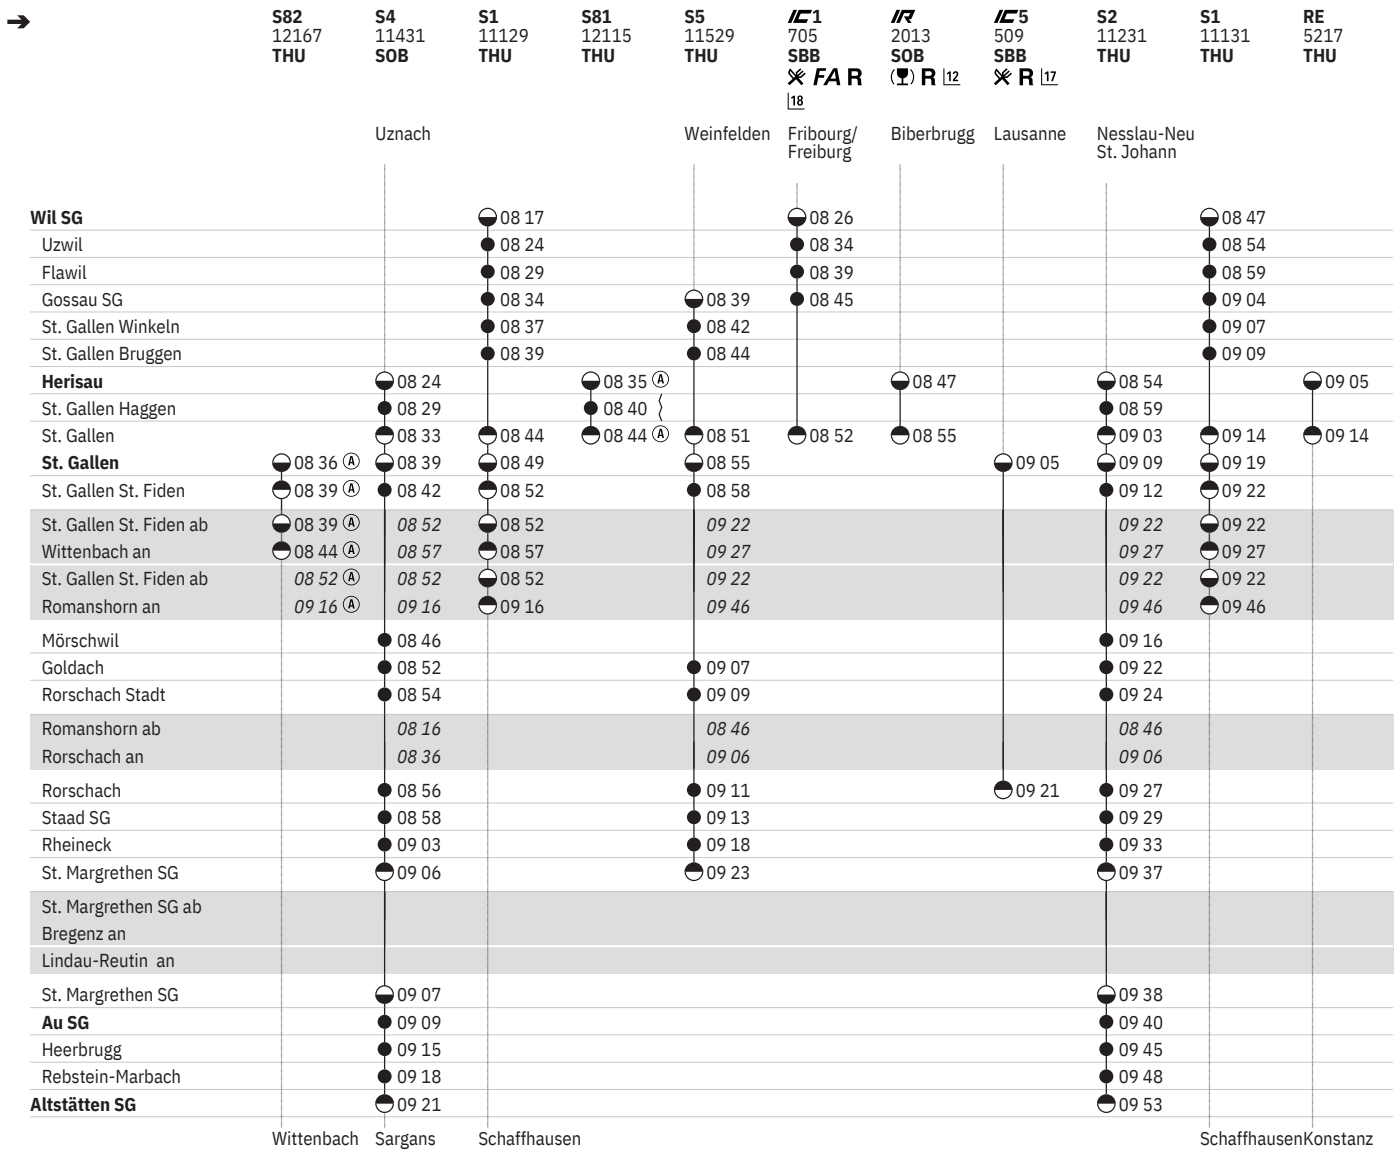 ➔ S82 S4 S1 S81 S5 IC1 IR IC5 S2 S1 RE
12167 11431 11129 12115 11529 705 2013 509 11231 11131 5217
THU SOB THU THU THU SBB SOB SBB THU THU THU
FA R R 12 R 17
18
Uznach Weinfelden Fribourg/ Biberbrugg Lausanne Nesslau-Neu
Freiburg St. Johann
Wil SG 08 17 08 26 08 47
Uzwil 08 24 08 34 08 54
Flawil 08 29 08 39 08 59
Gossau SG 08 34 08 39 08 45 09 04
St. Gallen Winkeln 08 37 08 42 09 07
St. Gallen Bruggen 08 39 08 44 09 09
Herisau 08 24 08 35 Ⓐ 08 47 08 54 09 05
St. Gallen Haggen 08 29 08 40 08 59
St. Gallen 08 33 08 44 08 44 Ⓐ 08 51 08 52 08 55 09 03 09 14 09 14
St. Gallen 08 36 Ⓐ 08 39 08 49 08 55 09 05 09 09 09 19
St. Gallen St. Fiden 08 39 Ⓐ 08 42 08 52 08 58 09 12 09 22
St. Gallen St. Fiden ab 08 39 Ⓐ 08 52 08 52 09 22 09 22 09 22
Wittenbach an 08 44 Ⓐ 08 57 08 57 09 27 09 27 09 27
St. Gallen St. Fiden ab 08 52 Ⓐ 08 52 08 52 09 22 09 22 09 22
Romanshorn an 09 16 Ⓐ 09 16 09 16 09 46 09 46 09 46
Mörschwil 08 46 09 16
Goldach 08 52 09 07 09 22
Rorschach Stadt 08 54 09 09 09 24
Romanshorn ab 08 16 08 46 08 46
Rorschach an 08 36 09 06 09 06
Rorschach 08 56 09 11 09 21 09 27
Staad SG 08 58 09 13 09 29
Rheineck 09 03 09 18 09 33
St. Margrethen SG 09 06 09 23 09 37
St. Margrethen SG ab
Bregenz an
Lindau-Reutin an
St. Margrethen SG 09 07 09 38
Au SG 09 09 09 40
Heerbrugg 09 15 09 45
Rebstein-Marbach 09 18 09 48
Altstätten SG 09 21 09 53
Wittenbach Sargans Schaffhausen Schaffhausen Konstanz